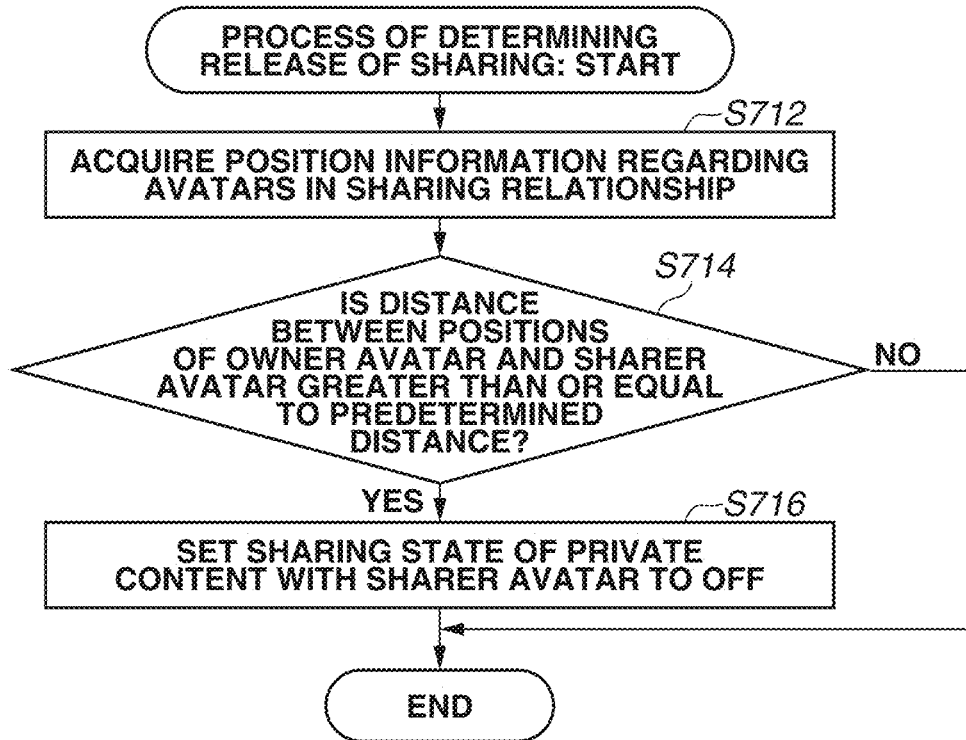 PROCESS OF DETERMINING
RELEASE OF SHARING: START
S712
ACQUIRE POSITION INFORMATION REGARDING
AVATARS IN SHARING RELATIONSHIP
S714
IS DISTANCE
BETWEEN POSITIONS
OF OWNER AVATAR AND SHARER
AVATAR GREATER THAN OR EQUAL
TO PREDETERMINED
DISTANCE?
NO
YES
S716
SET SHARING STATE OF PRIVATE
CONTENT WITH SHARER AVATAR TO OFF
END